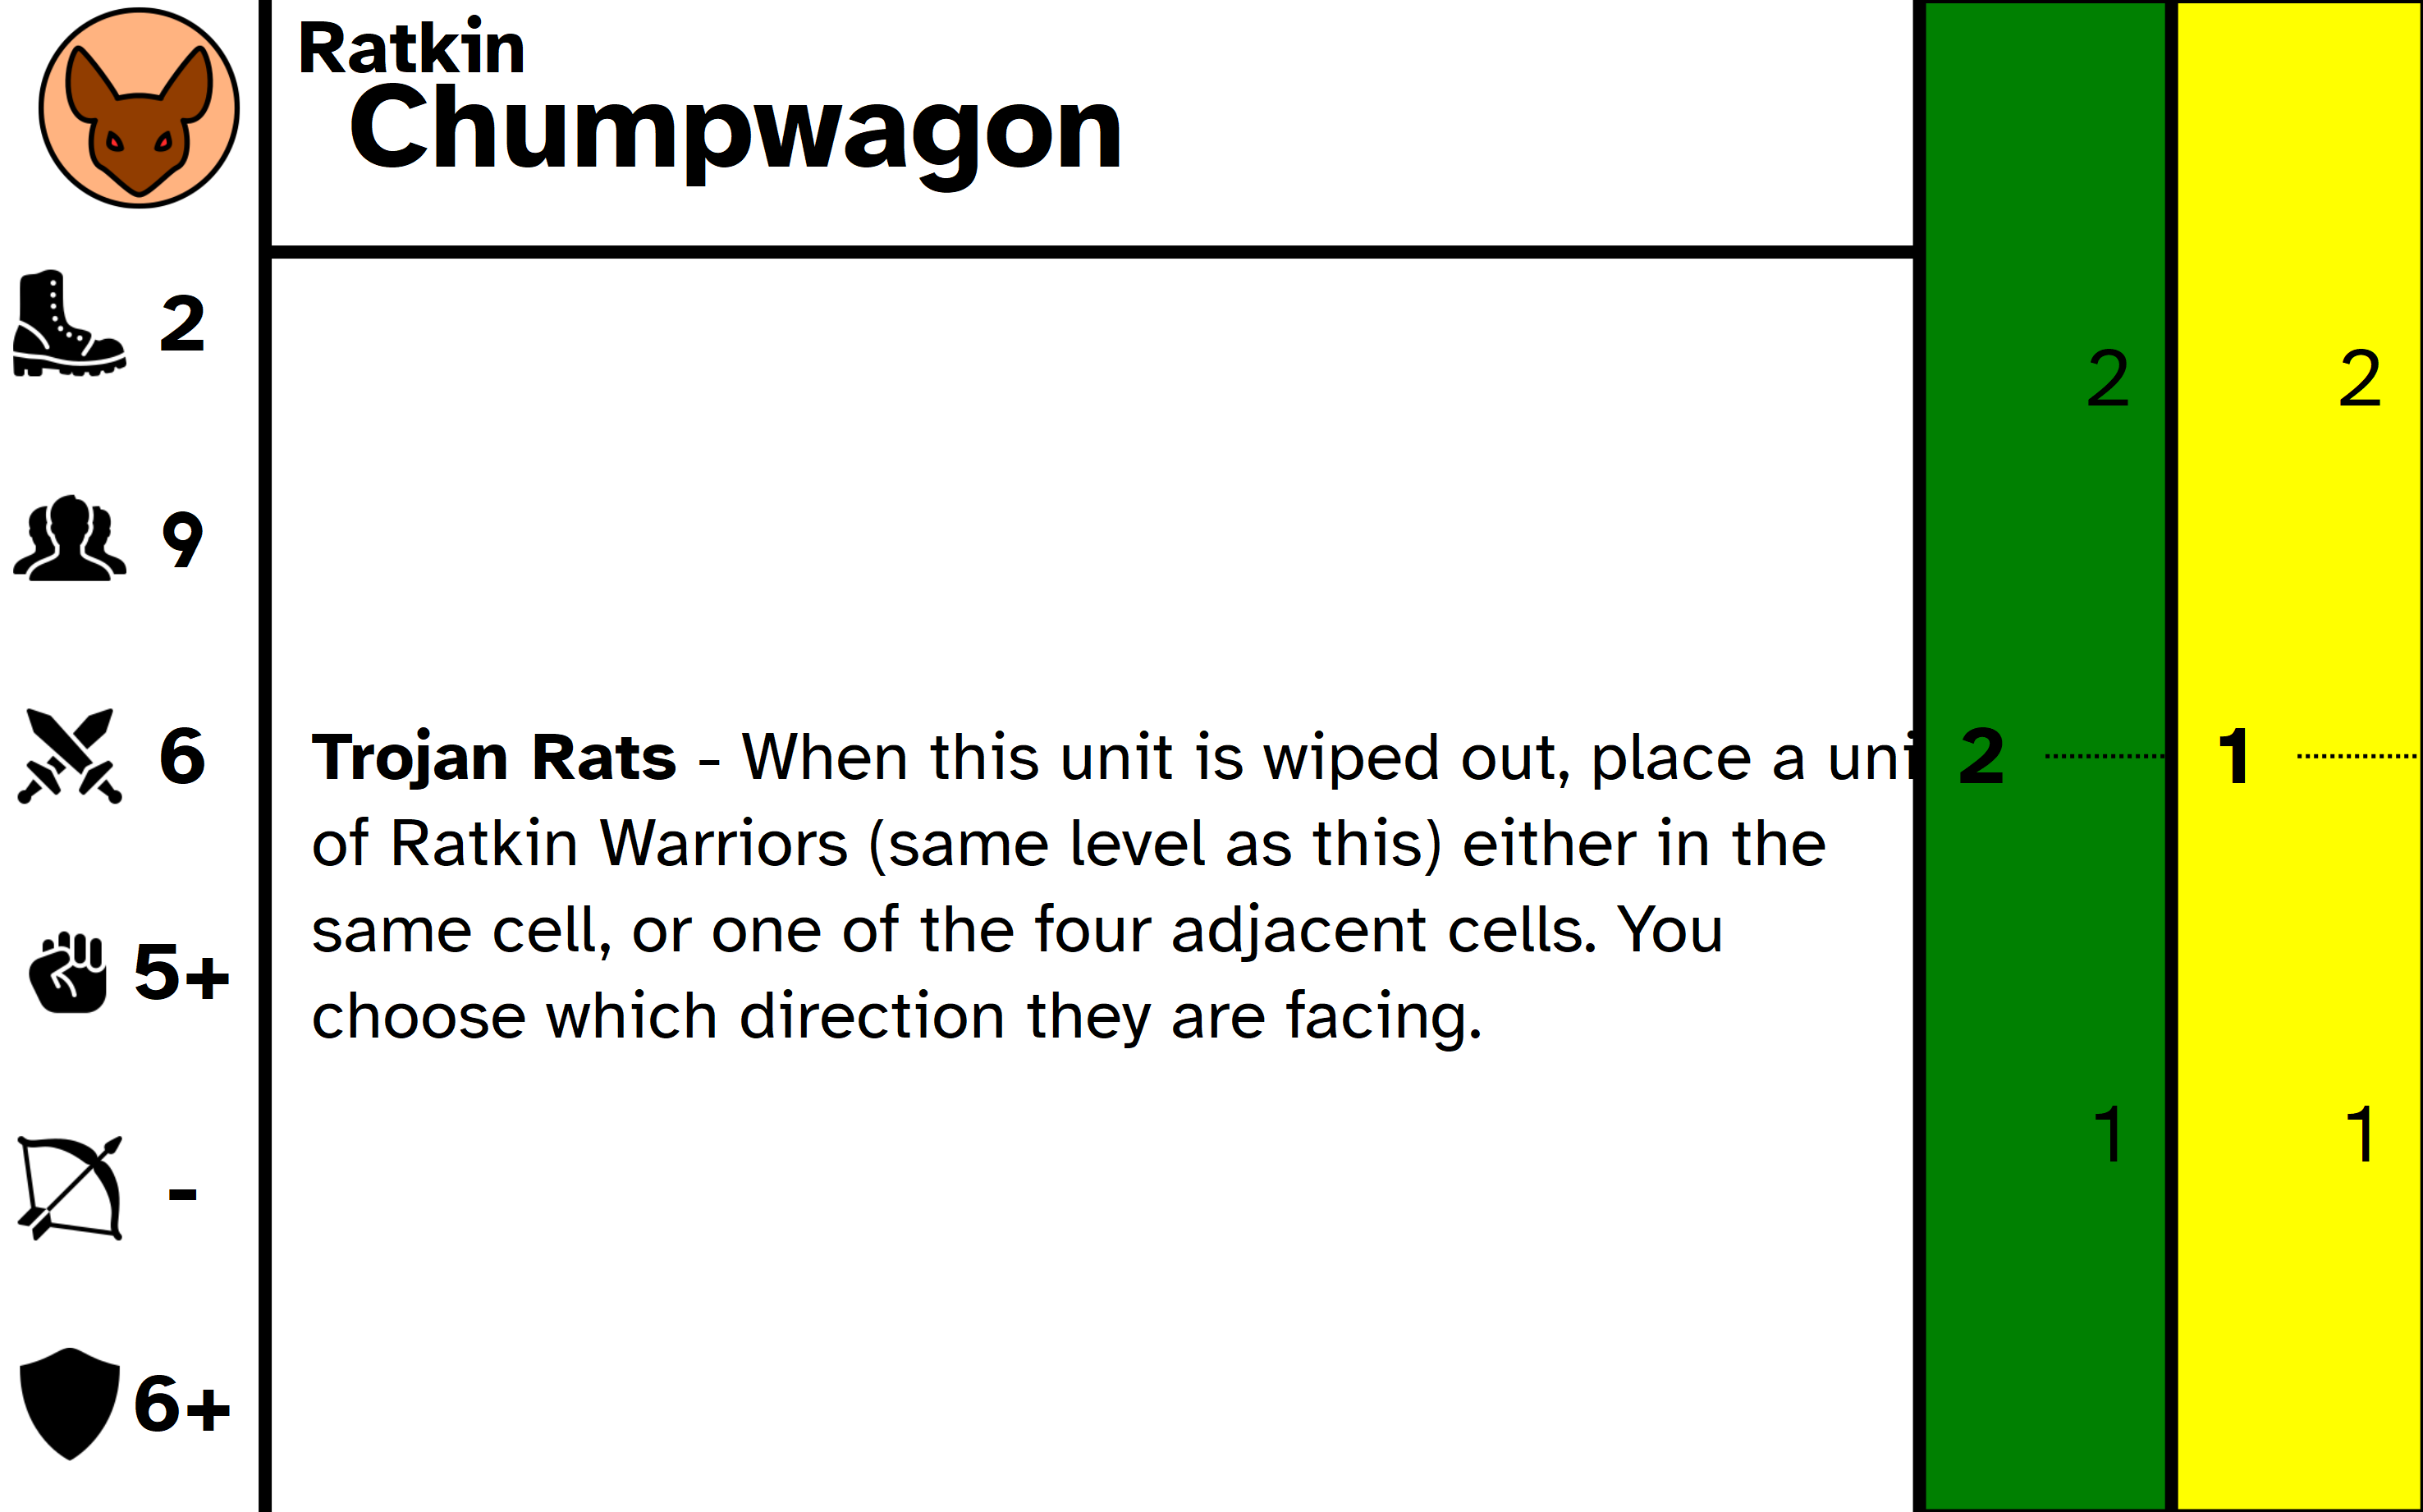 Ratkin
Chumpwagon
2
9
6
5+
-
6+
Trojan Rats - When this unit is wiped out, place a uni
of Ratkin Warriors (same level as this) either in the
same cell, or one of the four adjacent cells. You
choose which direction they are facing.
2
2
1
2
1
1